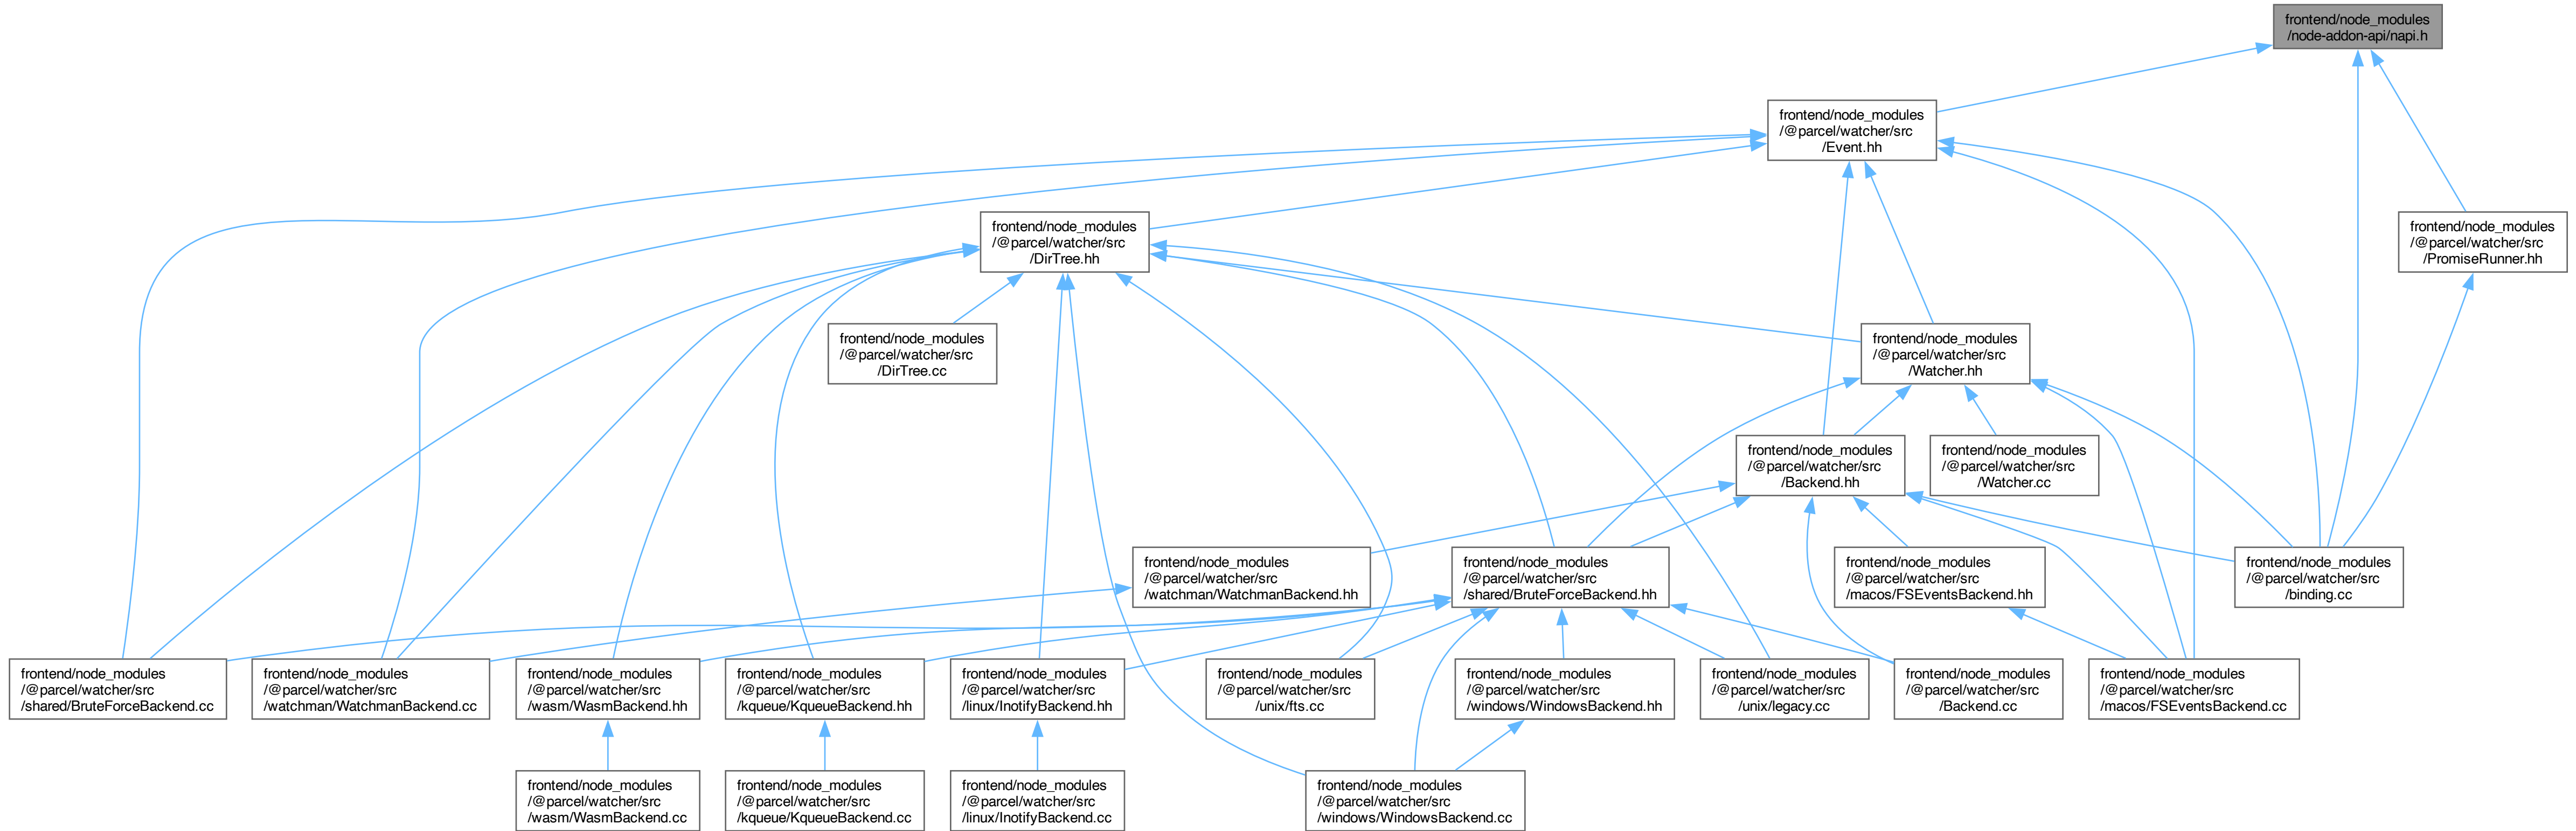 frontend/node_modules
/node-addon-api/napi.h
frontend/node_modules
/@parcel/watcher/src
/Event.hh
frontend/node_modules
/@parcel/watcher/src
/DirTree.hh
frontend/node_modules
/@parcel/watcher/src
/PromiseRunner.hh
frontend/node_modules
/@parcel/watcher/src
/DirTree.cc
frontend/node_modules
/@parcel/watcher/src
/Watcher.hh
frontend/node_modules
/@parcel/watcher/src
/Backend.hh
frontend/node_modules
/@parcel/watcher/src
/Watcher.cc
frontend/node_modules
/@parcel/watcher/src
/watchman/WatchmanBackend.hh
frontend/node_modules
/@parcel/watcher/src
/shared/BruteForceBackend.hh
frontend/node_modules
/@parcel/watcher/src
/macos/FSEventsBackend.hh
frontend/node_modules
/@parcel/watcher/src
/binding.cc
frontend/node_modules
/@parcel/watcher/src
/shared/BruteForceBackend.cc
frontend/node_modules
/@parcel/watcher/src
/watchman/WatchmanBackend.cc
frontend/node_modules
/@parcel/watcher/src
/wasm/WasmBackend.hh
frontend/node_modules
/@parcel/watcher/src
/kqueue/KqueueBackend.hh
frontend/node_modules
/@parcel/watcher/src
/linux/InotifyBackend.hh
frontend/node_modules
/@parcel/watcher/src
/unix/fts.cc
frontend/node_modules
/@parcel/watcher/src
/windows/WindowsBackend.hh
frontend/node_modules
/@parcel/watcher/src
/unix/legacy.cc
frontend/node_modules
/@parcel/watcher/src
/Backend.cc
frontend/node_modules
/@parcel/watcher/src
/macos/FSEventsBackend.cc
frontend/node_modules
/@parcel/watcher/src
/wasm/WasmBackend.cc
frontend/node_modules
/@parcel/watcher/src
/kqueue/KqueueBackend.cc
frontend/node_modules
/@parcel/watcher/src
/linux/InotifyBackend.cc
frontend/node_modules
/@parcel/watcher/src
/windows/WindowsBackend.cc